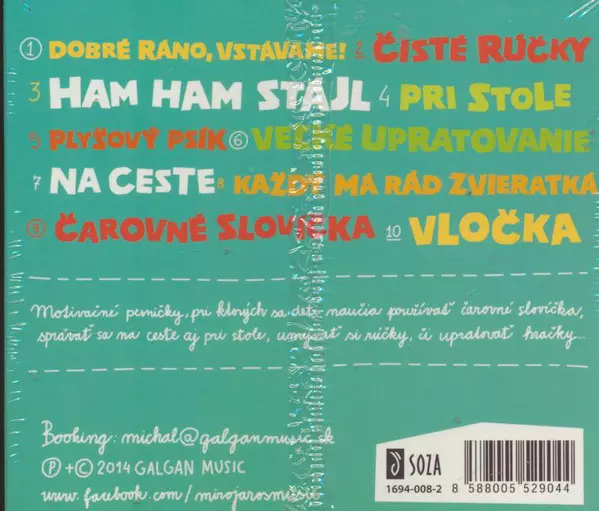 1 DOBRÉ RÁNO, VSTÁVAME! 2 ČISTÉ RÚČKY
3 HAM HAM ŠTAJL 4 PRI STOLE
5 PLYŠOVÝ PSÍK 6 VEĽKÉ UPRATOVANIE
7 NA CESTE 8 KAŽDÝ MÁ RÁD ZVIERATKÁ
9 ČAROVNÉ SLOVÍČKA 10 VLOČKA
Motivačné pesničky, pri ktorých sa deti naučia používať čarovné slovíčka,
správať sa na ceste aj pri stole, umývať si rúčky, či upratovať hračky...
Booking: michal@galganmusic.sk
Ⓟ + © 2014 GALGAN MUSIC
www.facebook.com/mirojarosmusic
SOZA
1694-008-2 8 588005 529044